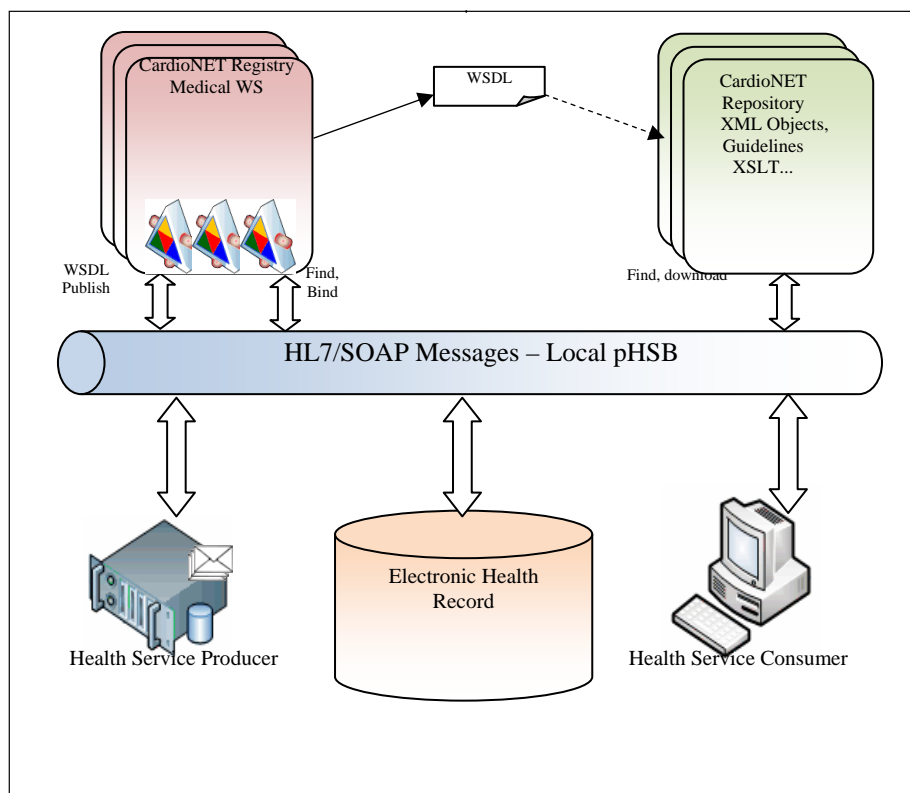 CardioNET Registry
Medical WS
WSDL
CardioNET
Repository
XML Objects,
Guidelines
XSLT...
WSDL
Publish
Find,
Bind
Find, download
HL7/SOAP Messages – Local pHSB
Electronic Health
Record
Health Service Producer
Health Service Consumer